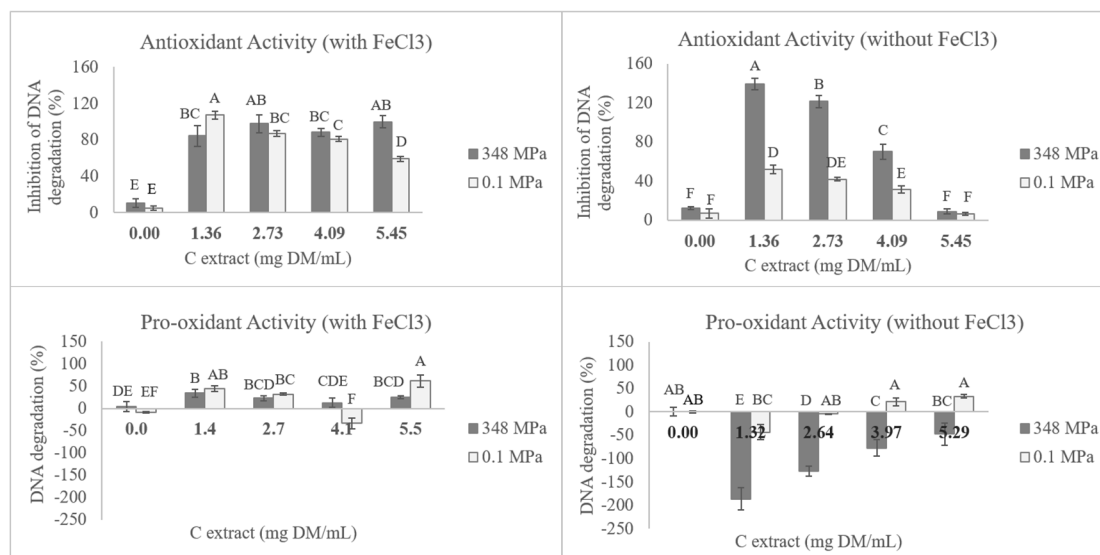 Antioxidant Activity (with FeCl3)
Inhibition of DNA
degradation (%)
160
120
80
40
0
E E BC A AB BC BC C AB D
0.00 1.36 2.73 4.09 5.45
C extract (mg DM/mL)
348 MPa
0.1 MPa
Antioxidant Activity (without FeCl3)
Inhibition of DNA
degradation (%)
160
120
80
40
0
F F A D B DE C E F F
0.00 1.36 2.73 4.09 5.45
C extract (mg DM/mL)
348 MPa
0.1 MPa
Pro-oxidant Activity (with FeCl3)
DNA degradation (%)
150
100
50
0
-50
-100
-150
-200
-250
DE EF B AB BCD BC CDE F BCD A
0.0 1.4 2.7 4.1 5.5
C extract (mg DM/mL)
348 MPa
0.1 MPa
Pro-oxidant Activity (without FeCl3)
DNA degradation (%)
150
100
50
0
-50
-100
-150
-200
-250
AB AB E BC D AB C A BC A
0.00 1.32 2.64 3.97 5.29
C extract (mg DM/mL)
348 MPa
0.1 MPa